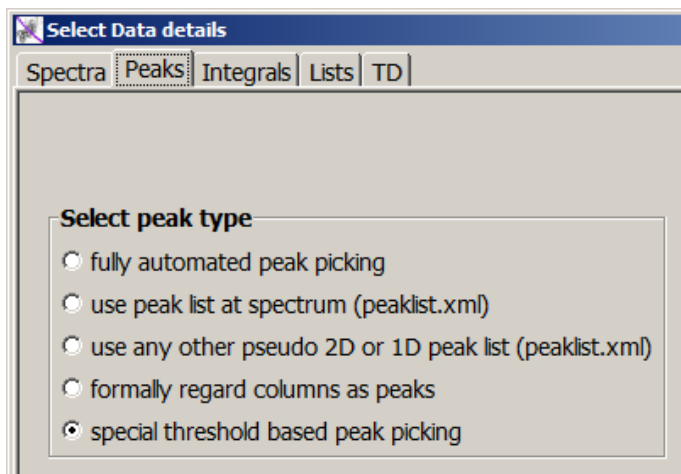 Select Data details
Spectra Peaks Integrals Lists TD
Select peak type
fully automated peak picking
use peak list at spectrum (peaklist.xml)
use any other pseudo 2D or 1D peak list (peaklist.xml)
formally regard columns as peaks
special threshold based peak picking